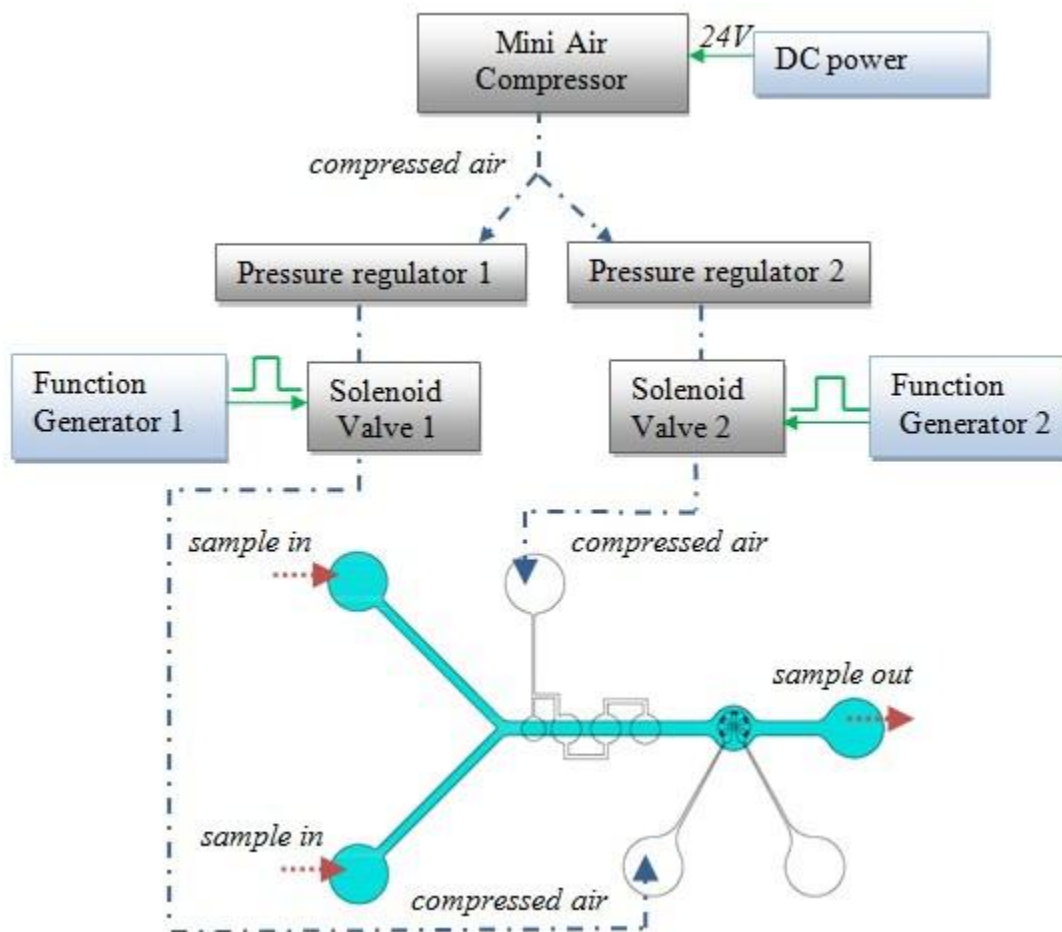 Mini Air
Compressor
24V
DC power
compressed air
Pressure regulator 1
Pressure regulator 2
Function
Generator 1
Solenoid
Valve 1
Solenoid
Valve 2
Function
Generator 2
sample in
compressed air
sample out
sample in
compressed air